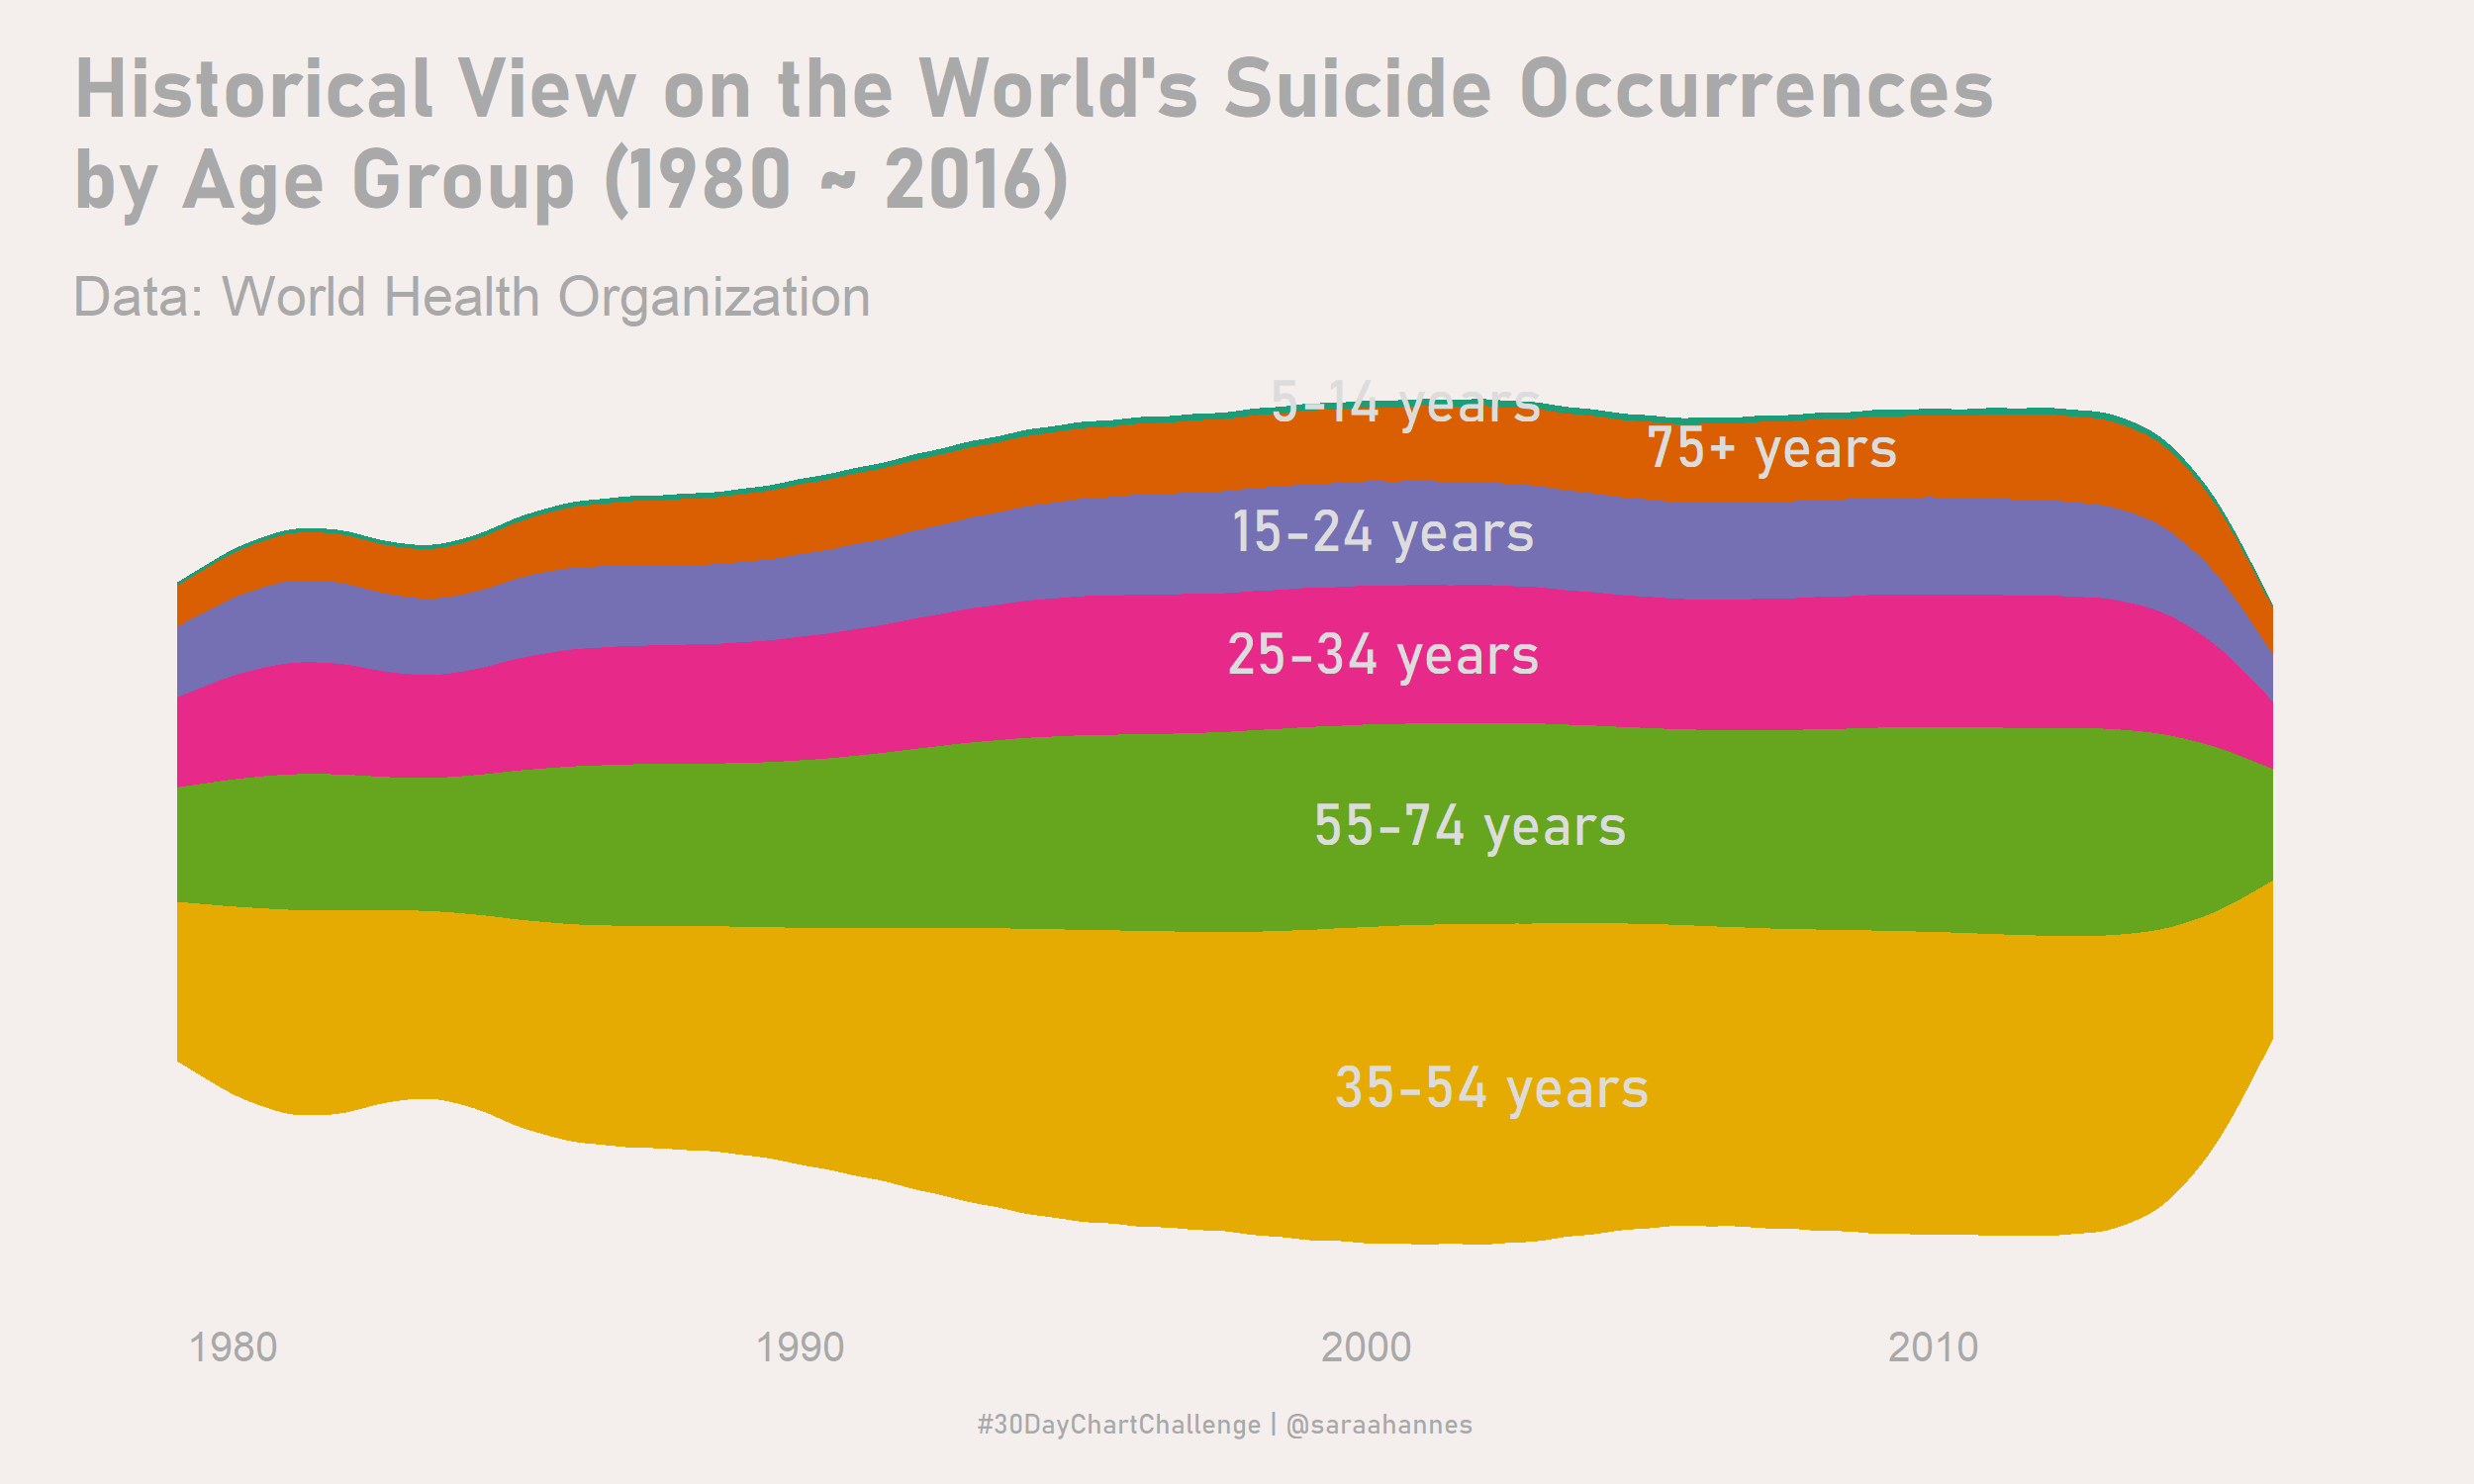 Historical View on the World's Suicide Occurrences
by Age Group (1980 ~ 2016)
Data: World Health Organization
5-14 years
75+ years
15-24 years
25-34 years
55-74 years
35-54 years
1980 1990 2000 2010
#30DayChartChallenge | @saraahannes